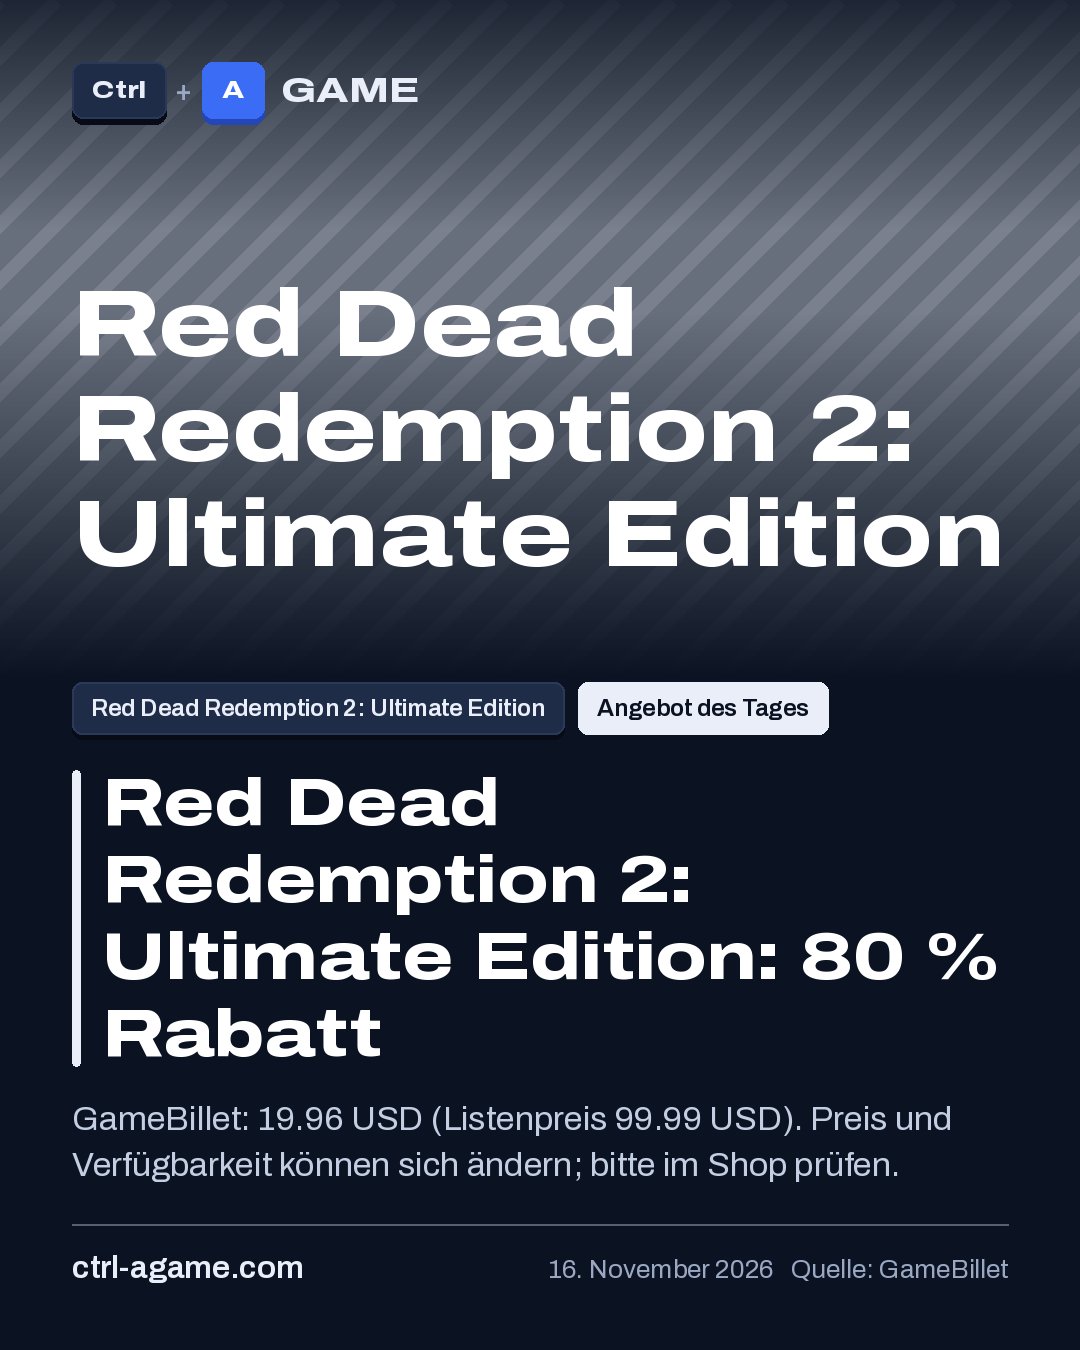 Ctrl + A GAME
Red Dead
Redemption 2:
Ultimate Edition
Red Dead Redemption 2: Ultimate Edition
Angebot des Tages
Red Dead
Redemption 2:
Ultimate Edition: 80 %
Rabatt
GameBillet: 19.96 USD (Listenpreis 99.99 USD). Preis und
Verfügbarkeit können sich ändern; bitte im Shop prüfen.
ctrl-agame.com
16. November 2026 Quelle: GameBillet